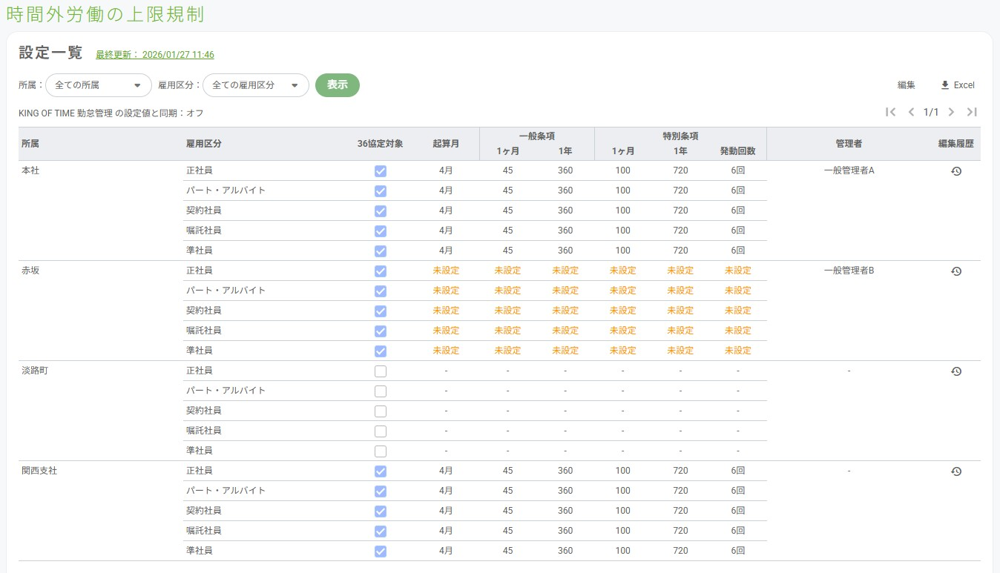 時間外労働の上限規制
設定一覧 最終更新： 2026/01/27 11:46
所属： 全ての所属 雇用区分： 全ての雇用区分 表示 編集 Excel
KING OF TIME 勤怠管理 の設定値と同期：オフ 1/1
所属 雇用区分 36協定対象 起算月 一般条項 特別条項 管理者 編集履歴
1ヶ月 1年 1ヶ月 1年 発動回数
本社 正社員 4月 45 360 100 720 6回 一般管理者A
パート・アルバイト 4月 45 360 100 720 6回
契約社員 4月 45 360 100 720 6回
嘱託社員 4月 45 360 100 720 6回
準社員 4月 45 360 100 720 6回
赤坂 正社員 未設定 未設定 未設定 未設定 未設定 未設定 一般管理者B
パート・アルバイト 未設定 未設定 未設定 未設定 未設定 未設定
契約社員 未設定 未設定 未設定 未設定 未設定 未設定
嘱託社員 未設定 未設定 未設定 未設定 未設定 未設定
準社員 未設定 未設定 未設定 未設定 未設定 未設定
淡路町 正社員 - - - - - - -
パート・アルバイト - - - - - -
契約社員 - - - - - -
嘱託社員 - - - - - -
準社員 - - - - - -
関西支社 正社員 4月 45 360 100 720 6回 -
パート・アルバイト 4月 45 360 100 720 6回
契約社員 4月 45 360 100 720 6回
嘱託社員 4月 45 360 100 720 6回
準社員 4月 45 360 100 720 6回